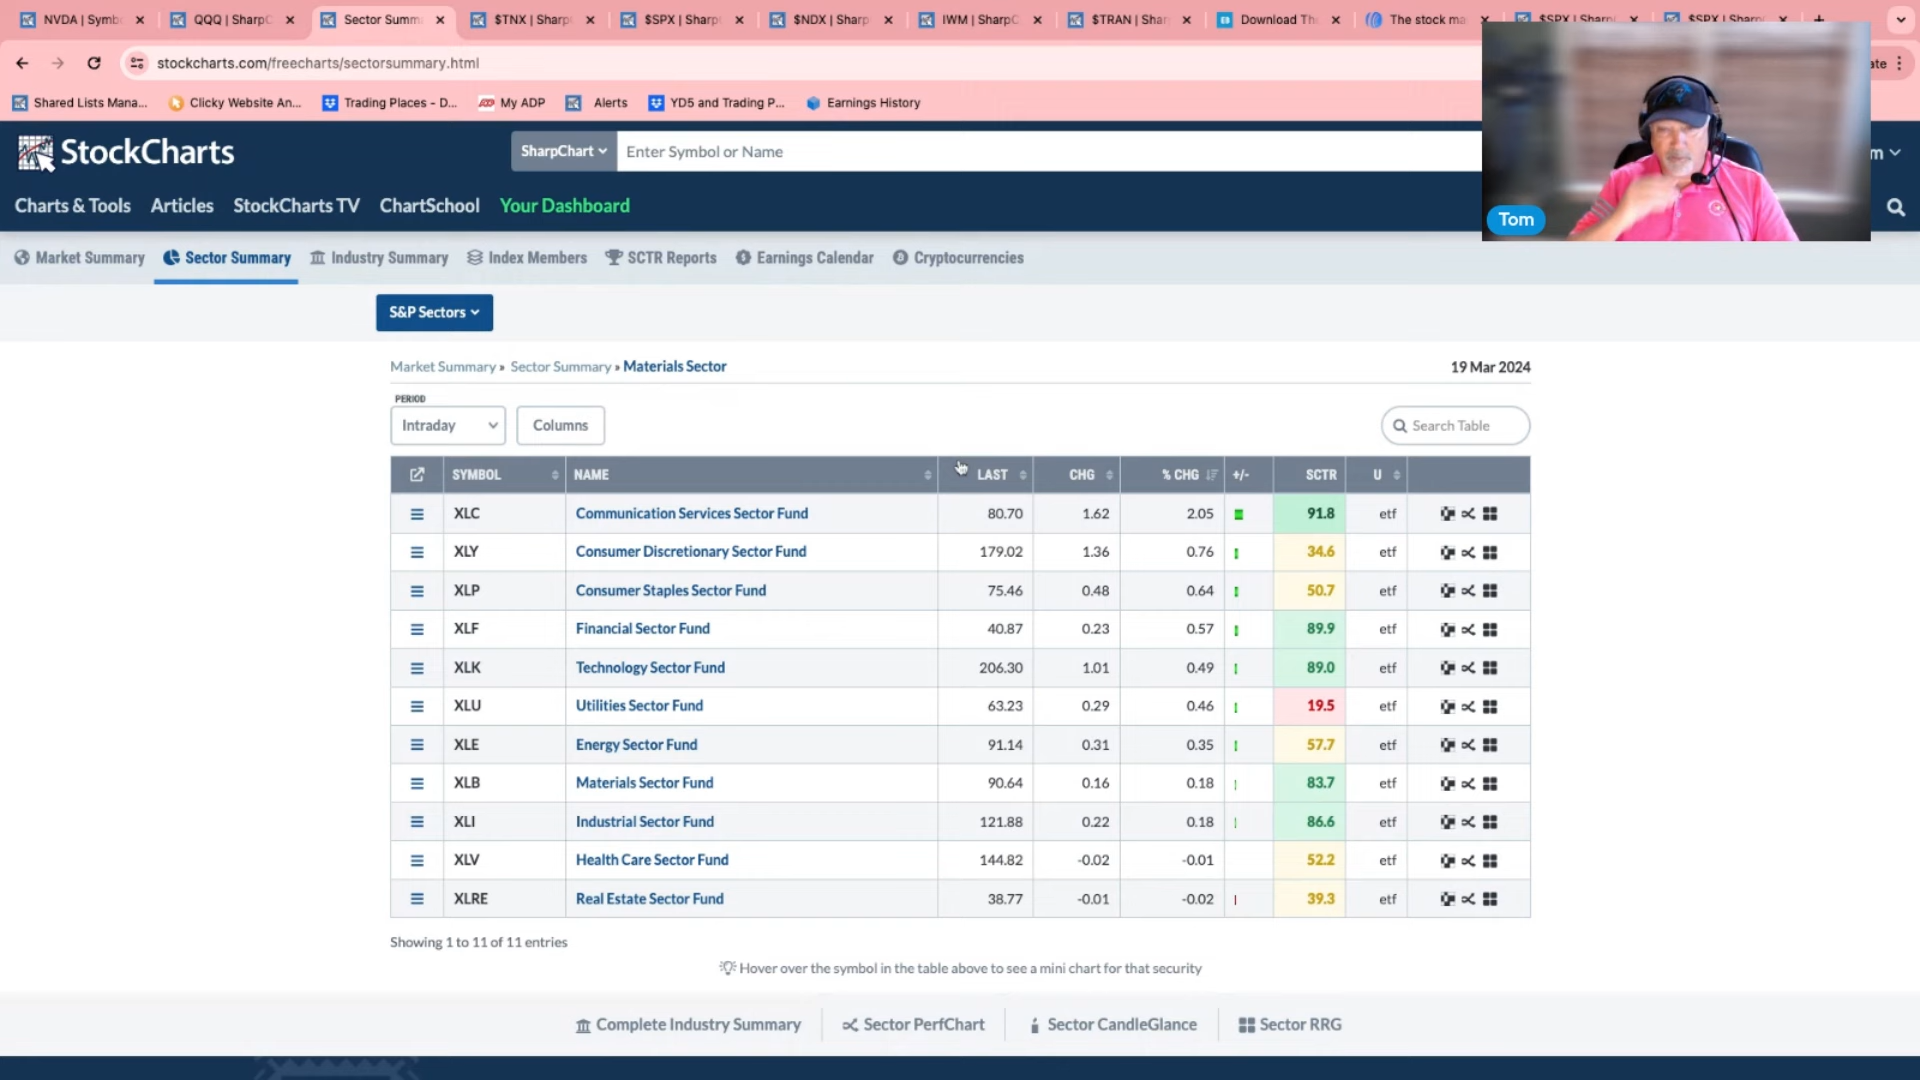 NVDA | Symb
QQQ | SharpC
Sector Summ
$TNX | Sharp
$SPX | Sharp
$NDX | Sharp
IWM | SharpC
$TRAN | Shar
Download Th
The stock ma
$SPX | Sharp
$SPX | Sharp
stockcharts.com/freecharts/sectorsummary.html
ate
Shared Lists Mana...
Clicky Website An...
Trading Places - D...
My ADP
Alerts
YD5 and Trading P...
Earnings History
StockCharts
SharpChart
Enter Symbol or Name
m
Charts & Tools
Articles
StockCharts TV
ChartSchool
Your Dashboard
Tom
Market Summary
Sector Summary
Industry Summary
Index Members
SCTR Reports
Earnings Calendar
Cryptocurrencies
S&P Sectors
Market Summary » Sector Summary » Materials Sector
19 Mar 2024
PERIOD
Intraday
Columns
Search Table
SYMBOL NAME LAST CHG % CHG +/- SCTR U
XLC Communication Services Sector Fund 80.70 1.62 2.05 91.8 etf
XLY Consumer Discretionary Sector Fund 179.02 1.36 0.76 34.6 etf
XLP Consumer Staples Sector Fund 75.46 0.48 0.64 50.7 etf
XLF Financial Sector Fund 40.87 0.23 0.57 89.9 etf
XLK Technology Sector Fund 206.30 1.01 0.49 89.0 etf
XLU Utilities Sector Fund 63.23 0.29 0.46 19.5 etf
XLE Energy Sector Fund 91.14 0.31 0.35 57.7 etf
XLB Materials Sector Fund 90.64 0.16 0.18 83.7 etf
XLI Industrial Sector Fund 121.88 0.22 0.18 86.6 etf
XLV Health Care Sector Fund 144.82 -0.02 -0.01 52.2 etf
XLRE Real Estate Sector Fund 38.77 -0.01 -0.02 39.3 etf
Showing 1 to 11 of 11 entries
Hover over the symbol in the table above to see a mini chart for that security
Complete Industry Summary
Sector PerfChart
Sector CandleGlance
Sector RRG